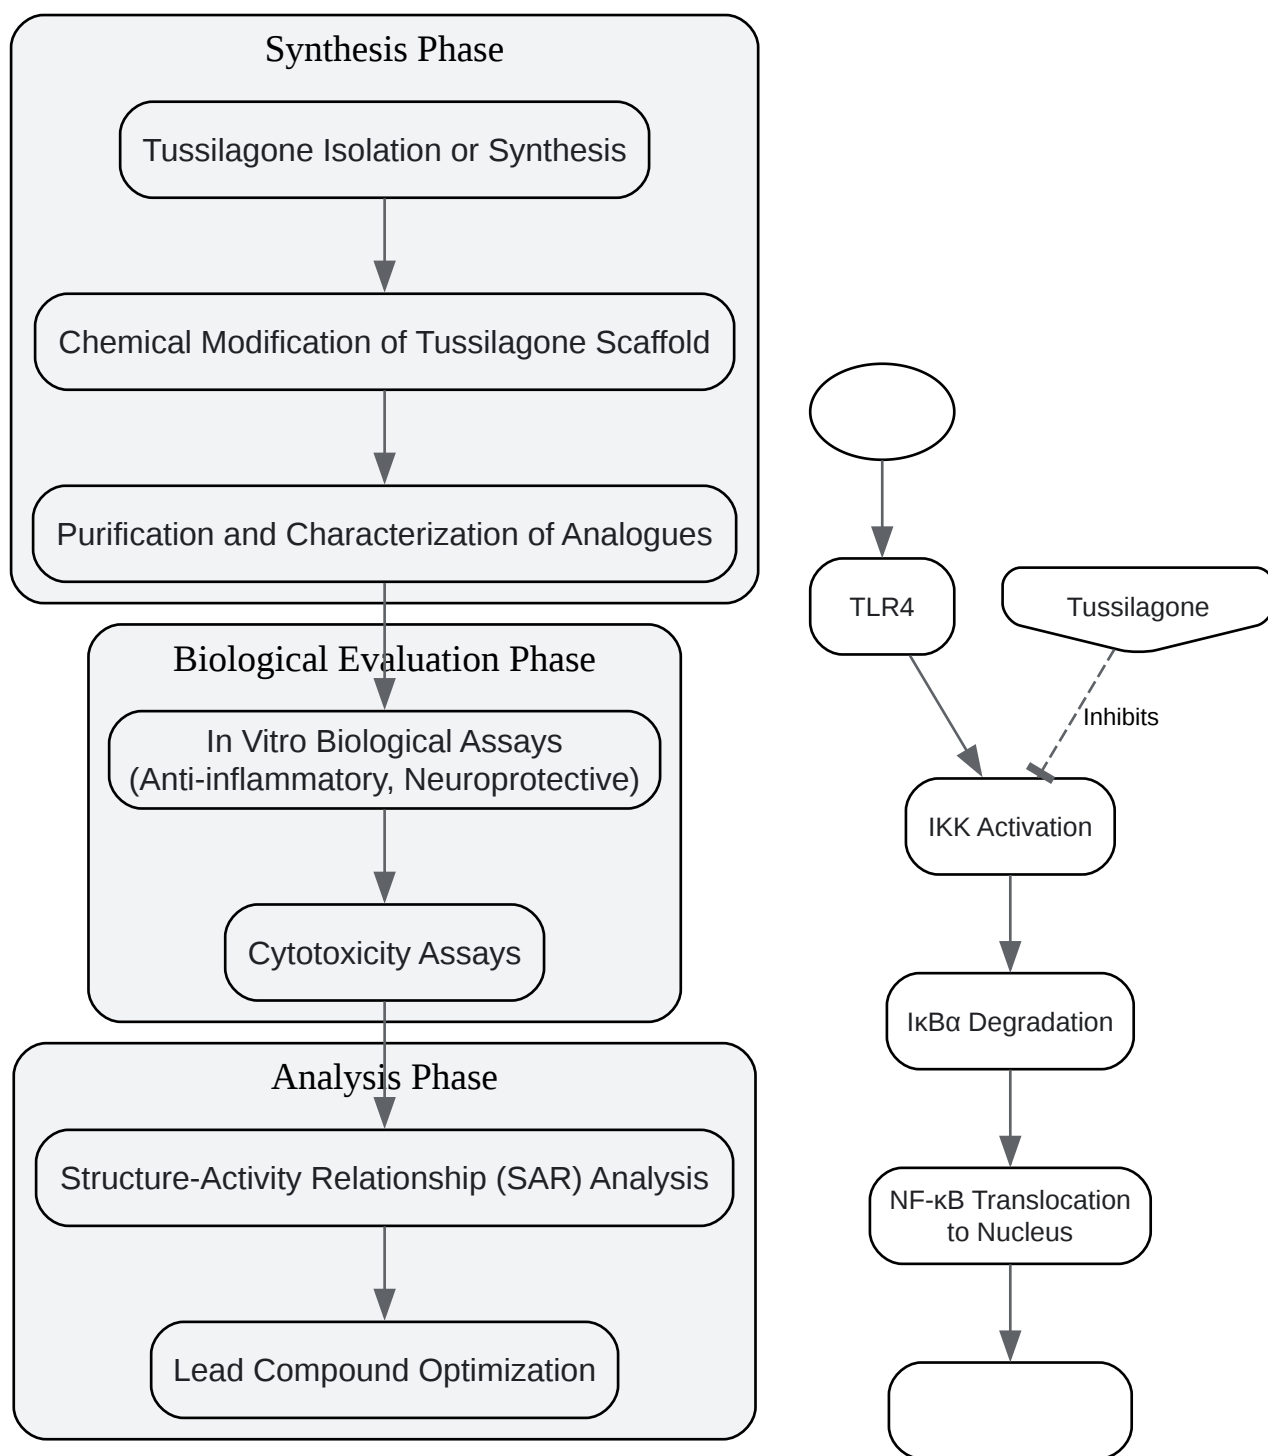 Synthesis Phase
Tussilagone Isolation or Synthesis
Chemical Modification of Tussilagone Scaffold
Purification and Characterization of Analogues
Biological Evaluation Phase
In Vitro Biological Assays
(Anti-inflammatory, Neuroprotective)
Cytotoxicity Assays
Analysis Phase
Structure-Activity Relationship (SAR) Analysis
Lead Compound Optimization
TLR4
Tussilagone
Inhibits
IKK Activation
IκBα Degradation
NF-κB Translocation
to Nucleus